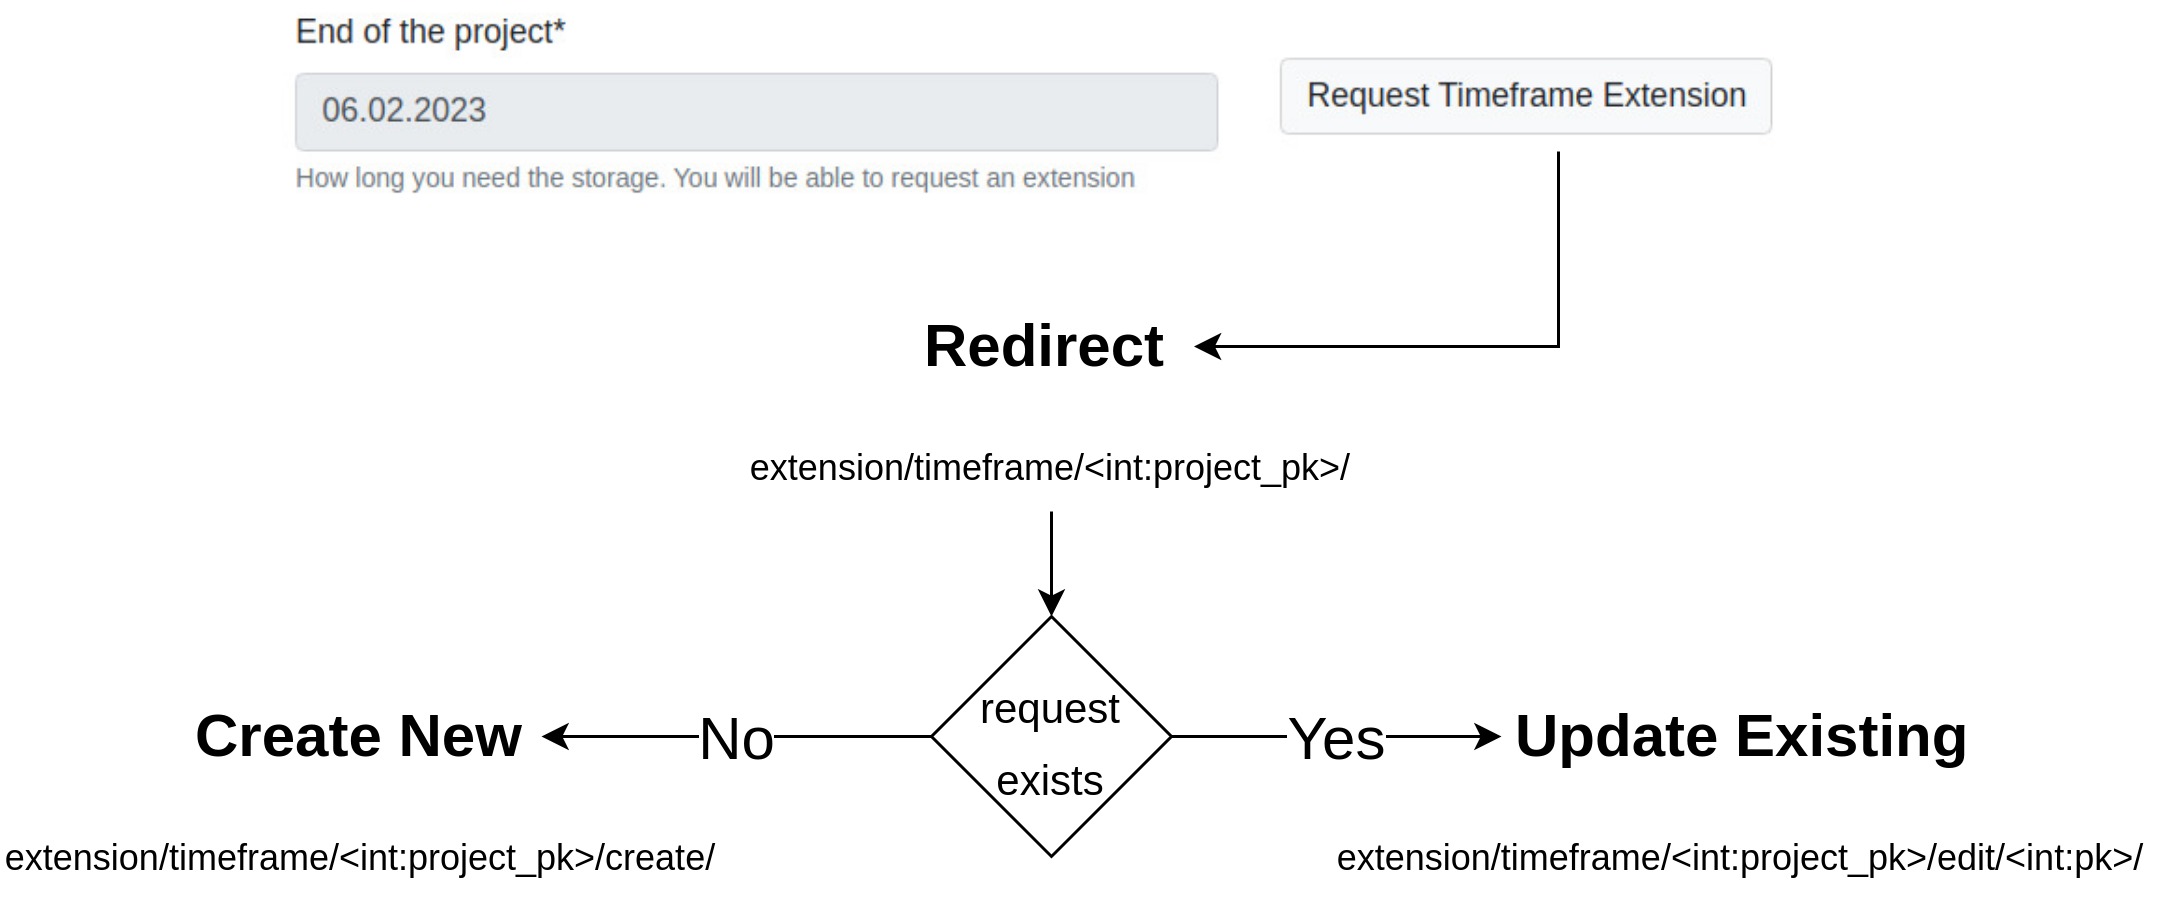 End of the project*
06.02.2023
Request Timeframe Extension
How long you need the storage. You will be able to request an extension
Redirect
extension/timeframe/<int:project_pk>/
request
exists
Create New
No
Yes
Update Existing
extension/timeframe/<int:project_pk>/create/
extension/timeframe/<int:project_pk>/edit/<int:pk>/